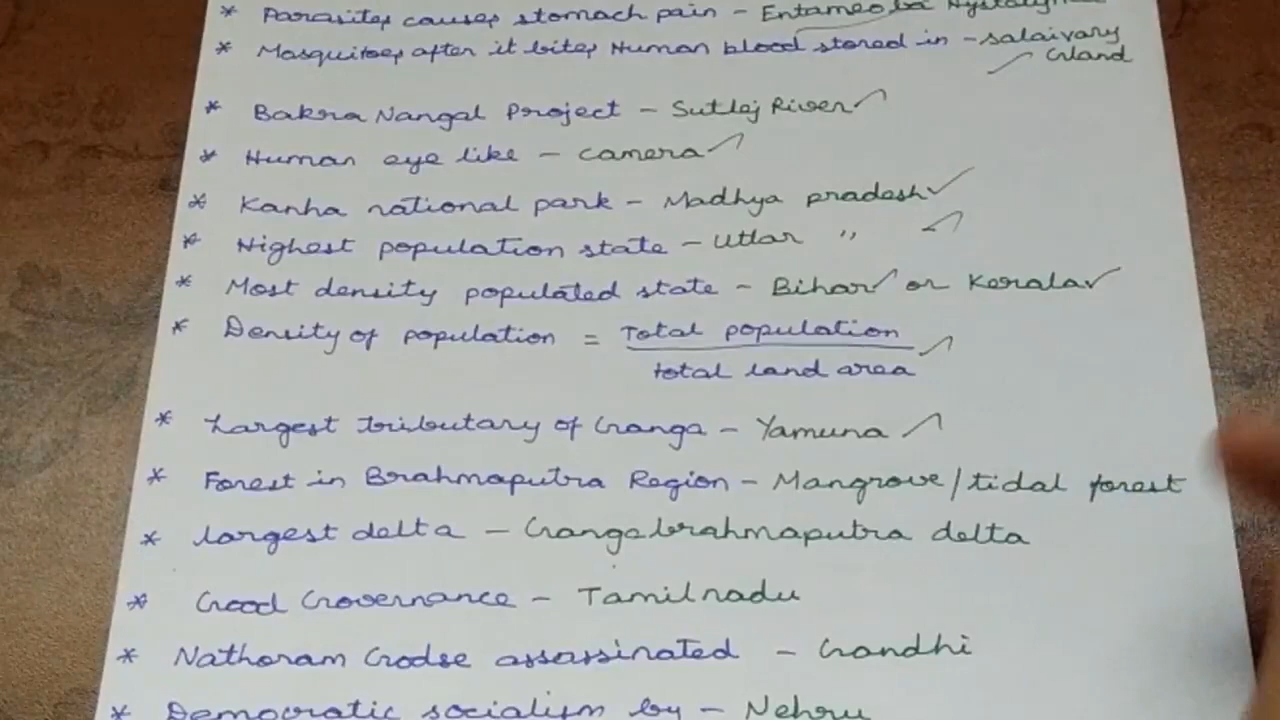 * Parasites causes stomach pain - Entamoeba
* Masquitoes after it bites Human blood stored in - salaivary
Gland
* Bakra Nangal Project - Sutlej River
* Human eye like - camera
* Kanha national park - Madhya pradesh
* Highest population state - Uttar ,,
* Most density populated state - Bihar or Kerala
* Density of population = Total population
total land area
* Largest tributary of Ganga - Yamuna
* Forest in Brahmaputra Region - Mangrove/tidal forest
* largest delta - Gangabrahmaputra delta
* Good Governance - Tamilnadu
* Nathoram Godse assassinated - Gandhi
* Democratic socialism by - Nehru